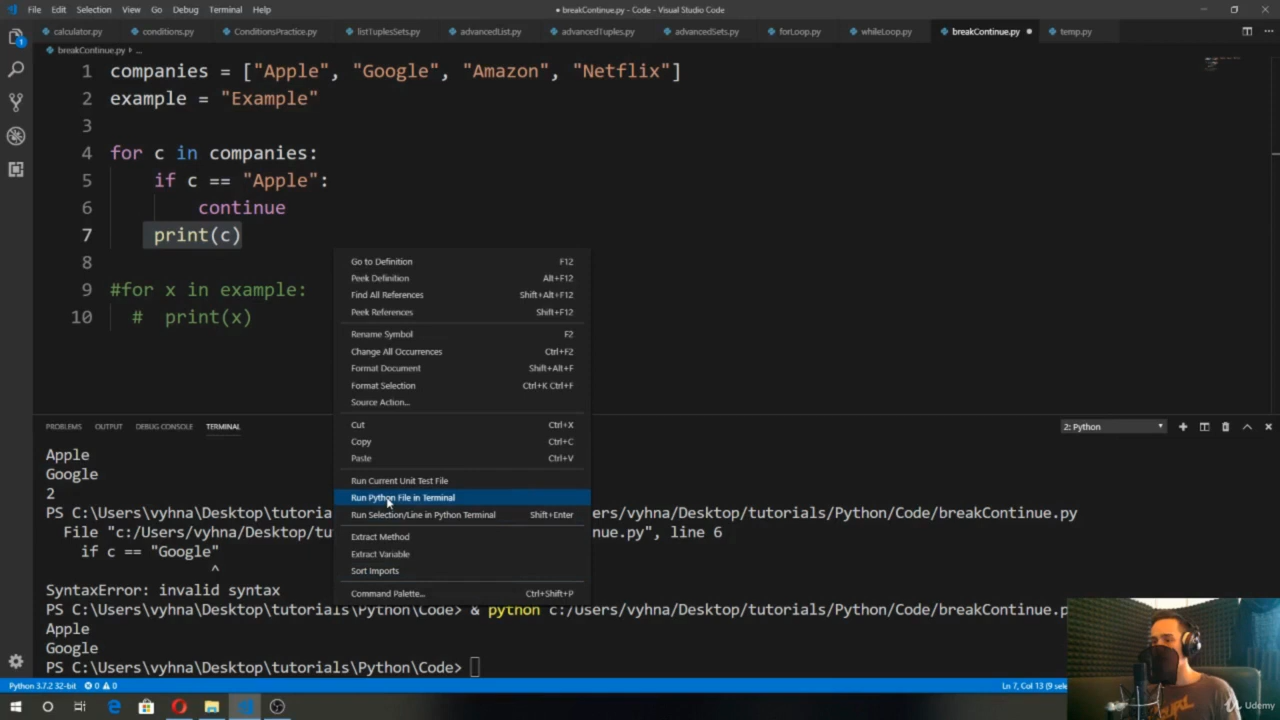 File Edit Selection View Go Debug Terminal Help
● breakContinue.py - Code - Visual Studio Code
calculator.py conditions.py ConditionsPractice.py listTuplesSets.py advancedList.py advancedTuples.py advancedSets.py forLoop.py whileLoop.py breakContinue.py ● temp.py
breakContinue.py › ...
1 companies = ["Apple", "Google", "Amazon", "Netflix"]
2 example = "Example"
3
4 for c in companies:
5 if c == "Apple":
6 continue
7 print(c)
8
9 #for x in example:
10 # print(x)
Go to Definition F12
Peek Definition Alt+F12
Find All References Shift+Alt+F12
Peek References Shift+F12
Rename Symbol F2
Change All Occurrences Ctrl+F2
Format Document Shift+Alt+F
Format Selection Ctrl+K Ctrl+F
Source Action...
Cut Ctrl+X
Copy Ctrl+C
Paste Ctrl+V
Run Current Unit Test File
Run Python File in Terminal
Run Selection/Line in Python Terminal Shift+Enter
Extract Method
Extract Variable
Sort Imports
Command Palette... Ctrl+Shift+P
PROBLEMS OUTPUT DEBUG CONSOLE TERMINAL
2: Python
Apple
Google
2
PS C:\Users\vyhna\Desktop\tutorials\Python\Code> ers/vyhna/Desktop/tutorials/Python/Code/breakContinue.py
File "c:/Users/vyhna/Desktop/tu nue.py", line 6
if c == "Google"
^
SyntaxError: invalid syntax
PS C:\Users\vyhna\Desktop\tutorials\Python\Code> & python c:/Users/vyhna/Desktop/tutorials/Python/Code/breakContinue.p
Apple
Google
PS C:\Users\vyhna\Desktop\tutorials\Python\Code>
Python 3.7.2 32-bit 0 0
Ln 7, Col 13 (9 sele
Udemy